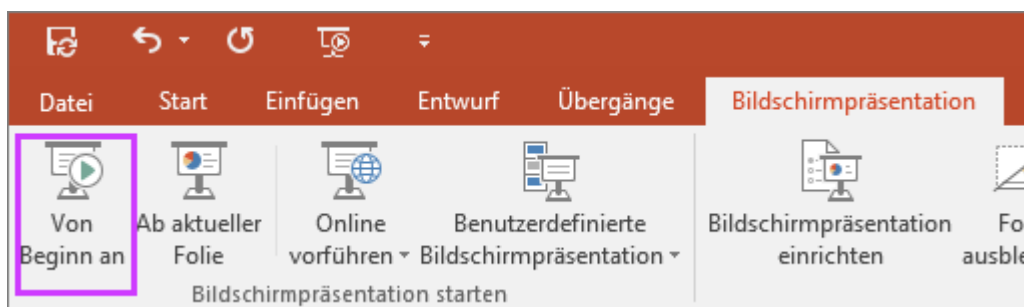 Datei Start Einfügen Entwurf Übergänge Bildschirmpräsentation
Von Beginn an
Ab aktueller Folie
Online vorführen
Benutzerdefinierte Bildschirmpräsentation
Bildschirmpräsentation einrichten
Bildschirmpräsentation starten